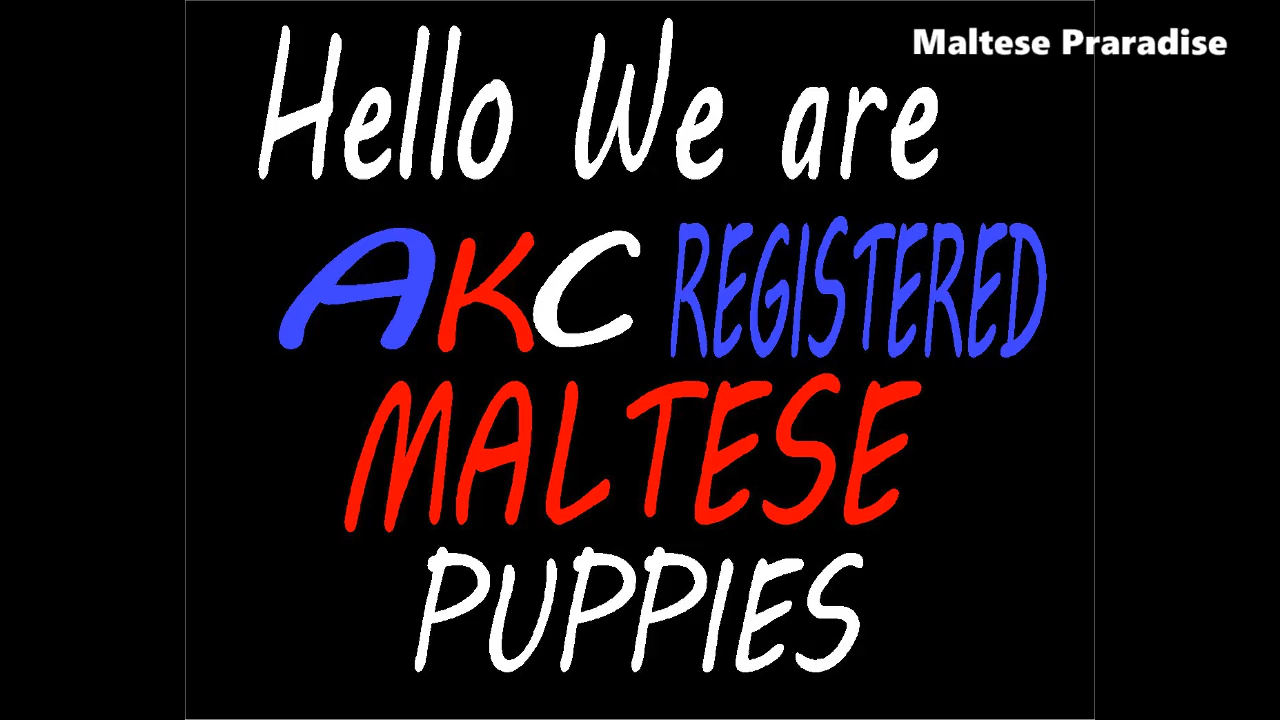 Maltese Praradise
Hello We are
AKC REGISTERED
MALTESE
PUPPIES